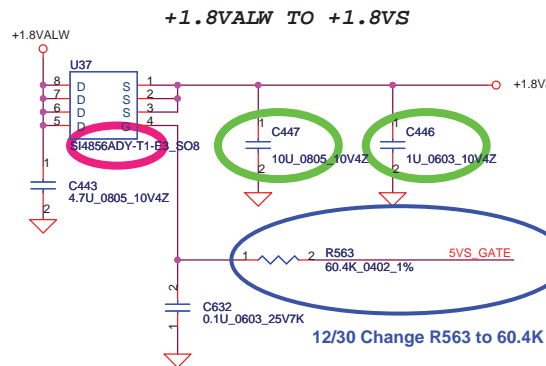 +1.8VALW TO +1.8VS
+1.8VALW
U37
8 D S 1
7 D S 2
6 D S 3
5 D G 4
SI4856ADY-T1-E3_SO8
+1.8V
1
C447
10U_0805_10V4Z
2
1
C446
1U_0603_10V4Z
2
1
C443
4.7U_0805_10V4Z
2
1
R563
2
60.4K_0402_1%
5VS_GATE
2
C632
0.1U_0603_25V7K
1
12/30 Change R563 to 60.4K